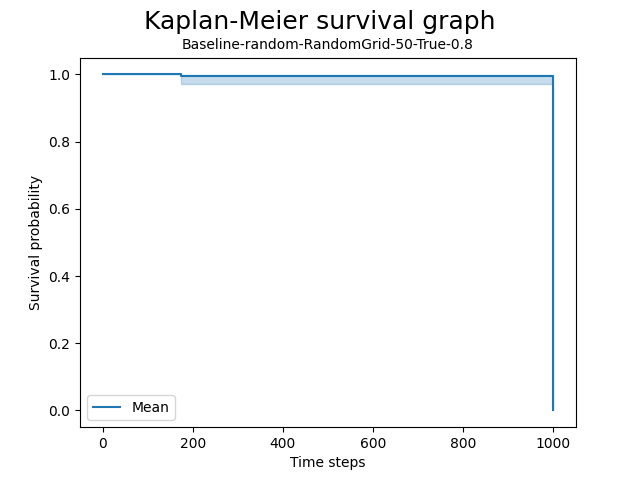 Kaplan-Meier survival graph
Baseline-random-RandomGrid-50-True-0.8
1.0
0.8
0.6
0.4
0.2
0.0
Survival probability
Mean
0 200 400 600 800 1000
Time steps